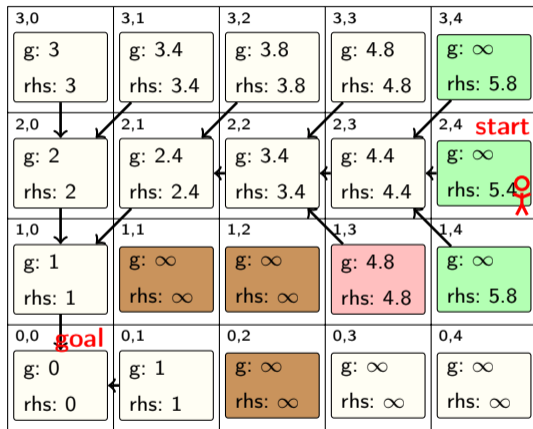 3,0 3,1 3,2 3,3 3,4
g: 3 g: 3.4 g: 3.8 g: 4.8 g: ∞
rhs: 3 rhs: 3.4 rhs: 3.8 rhs: 4.8 rhs: 5.8
2,0 2,1 2,2 2,3 2,4 start
g: 2 g: 2.4 g: 3.4 g: 4.4 g: ∞
rhs: 2 rhs: 2.4 rhs: 3.4 rhs: 4.4 rhs: 5.4
1,0 1,1 1,2 1,3 1,4
g: 1 g: ∞ g: ∞ g: 4.8 g: ∞
rhs: 1 rhs: ∞ rhs: ∞ rhs: 4.8 rhs: 5.8
0,0 goal 0,1 0,2 0,3 0,4
g: 0 g: 1 g: ∞ g: ∞ g: ∞
rhs: 0 rhs: 1 rhs: ∞ rhs: ∞ rhs: ∞